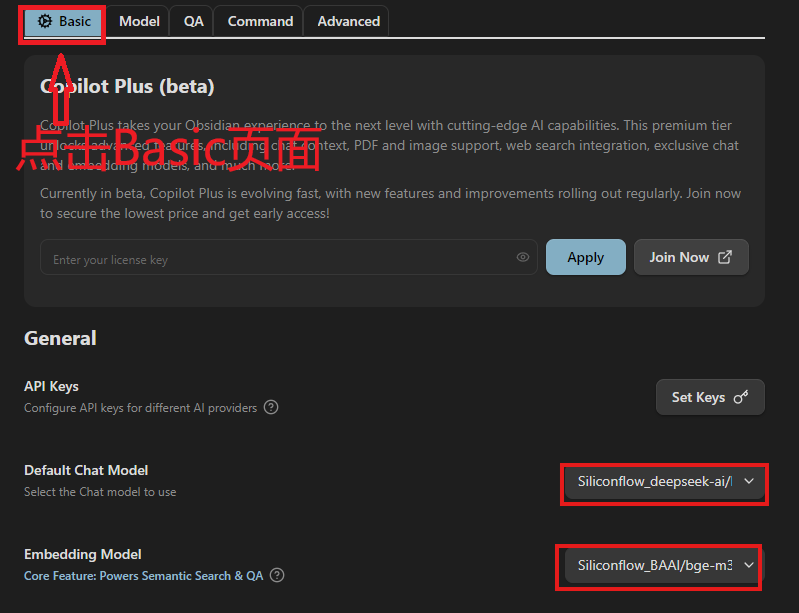 Basic Model QA Command Advanced
Copilot Plus (beta)
Copilot Plus takes your Obsidian experience to the next level with cutting-edge AI capabilities. This premium tier
点击Basic页面
unlocks advanced features, including chat context, PDF and image support, web search integration, exclusive chat
and embedding models, and much more.
Currently in beta, Copilot Plus is evolving fast, with new features and improvements rolling out regularly. Join now
to secure the lowest price and get early access!
Enter your license key Apply Join Now
General
API Keys
Configure API keys for different AI providers ?
Set Keys
Default Chat Model
Select the Chat model to use
Siliconflow_deepseek-ai/
Embedding Model
Core Feature: Powers Semantic Search & QA ?
Siliconflow_BAAI/bge-m3